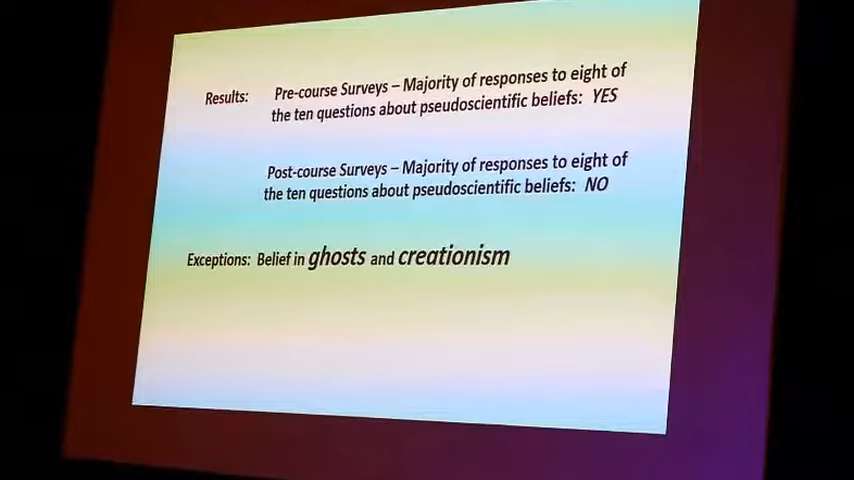 Results: Pre-course Surveys – Majority of responses to eight of
the ten questions about pseudoscientific beliefs: YES
Post-course Surveys – Majority of responses to eight of
the ten questions about pseudoscientific beliefs: NO
Exceptions: Belief in ghosts and creationism